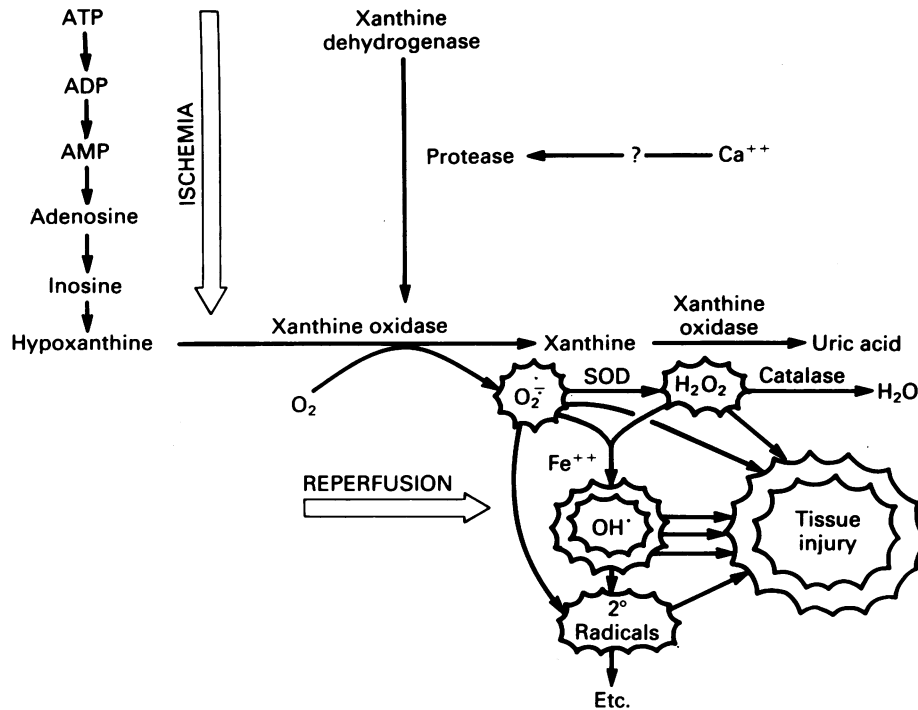 ATP
ADP
AMP
Adenosine
Inosine
Hypoxanthine
ISCHEMIA
Xanthine
dehydrogenase
Protease
?
Ca⁺⁺
Xanthine oxidase
O₂
Xanthine
Xanthine
oxidase
Uric acid
O₂⨪
SOD
H₂O₂
Catalase
H₂O
Fe⁺⁺
REPERFUSION
OH˙
Tissue
injury
2°
Radicals
Etc.